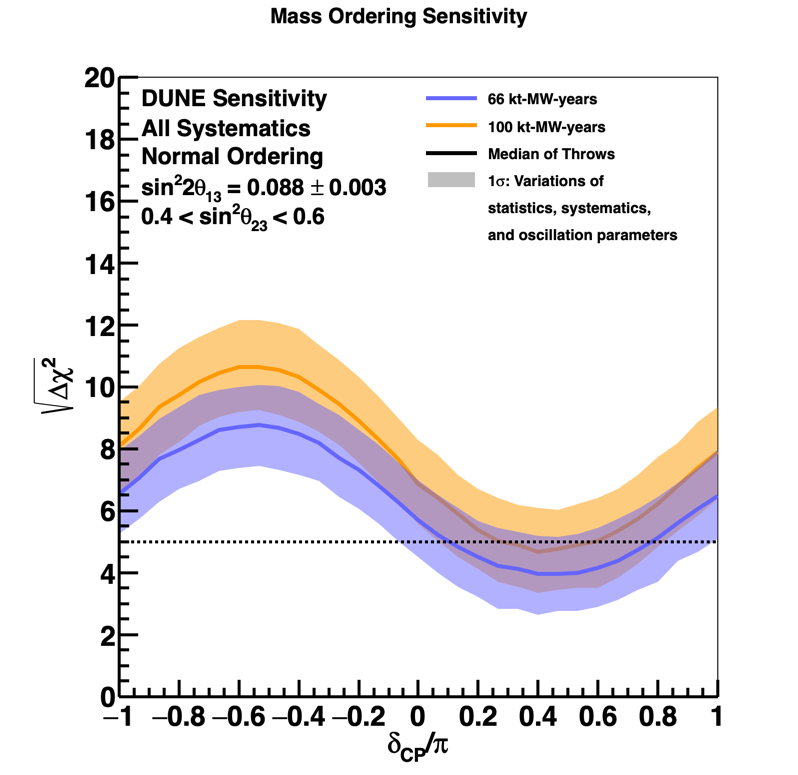 Mass Ordering Sensitivity
DUNE Sensitivity
All Systematics
Normal Ordering
sin²2θ₁₃ = 0.088 ± 0.003
0.4 < sin²θ₂₃ < 0.6
66 kt-MW-years
100 kt-MW-years
Median of Throws
1σ: Variations of
statistics, systematics,
and oscillation parameters
√Δχ²
20
18
16
14
12
10
8
6
4
2
0
−1 −0.8 −0.6 −0.4 −0.2 0 0.2 0.4 0.6 0.8 1
δCP/π